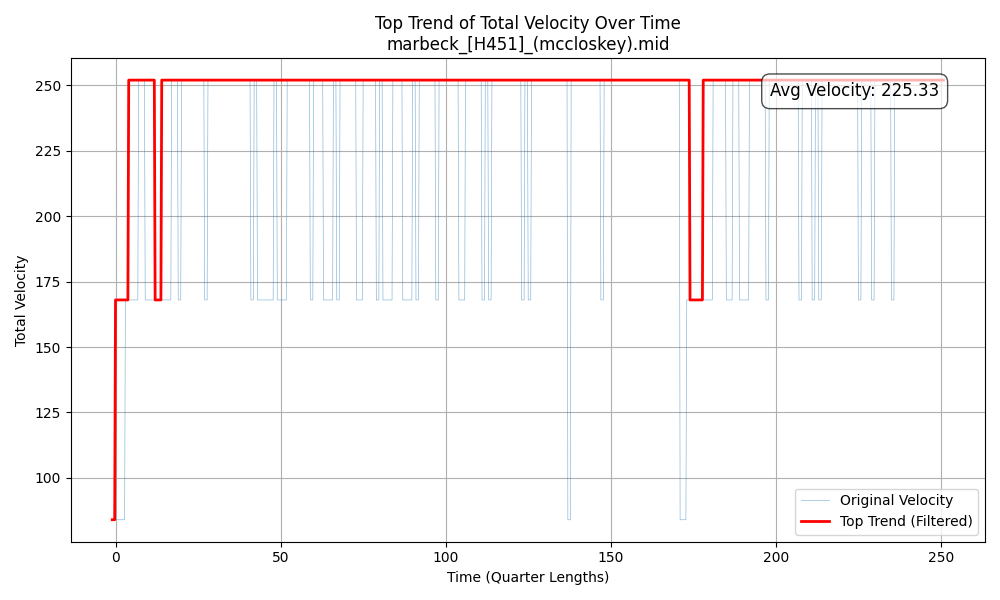 Top Trend of Total Velocity Over Time
marbeck_[H451]_(mccloskey).mid
Avg Velocity: 225.33
Total Velocity
250
225
200
175
150
125
100
0
50
100
150
200
250
Time (Quarter Lengths)
Original Velocity
Top Trend (Filtered)